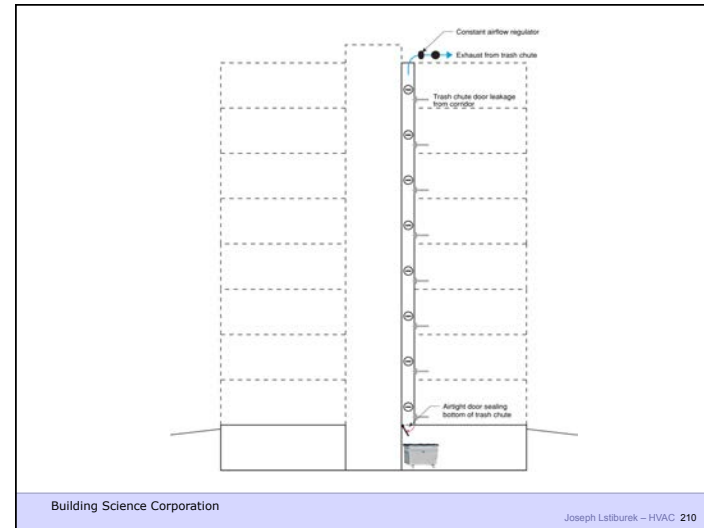 Constant airflow regulator
Exhaust from trash chute
Trash chute door leakage
from corridor
Airtight door sealing
bottom of trash chute
Building Science Corporation
Joseph Lstiburek – HVAC 210